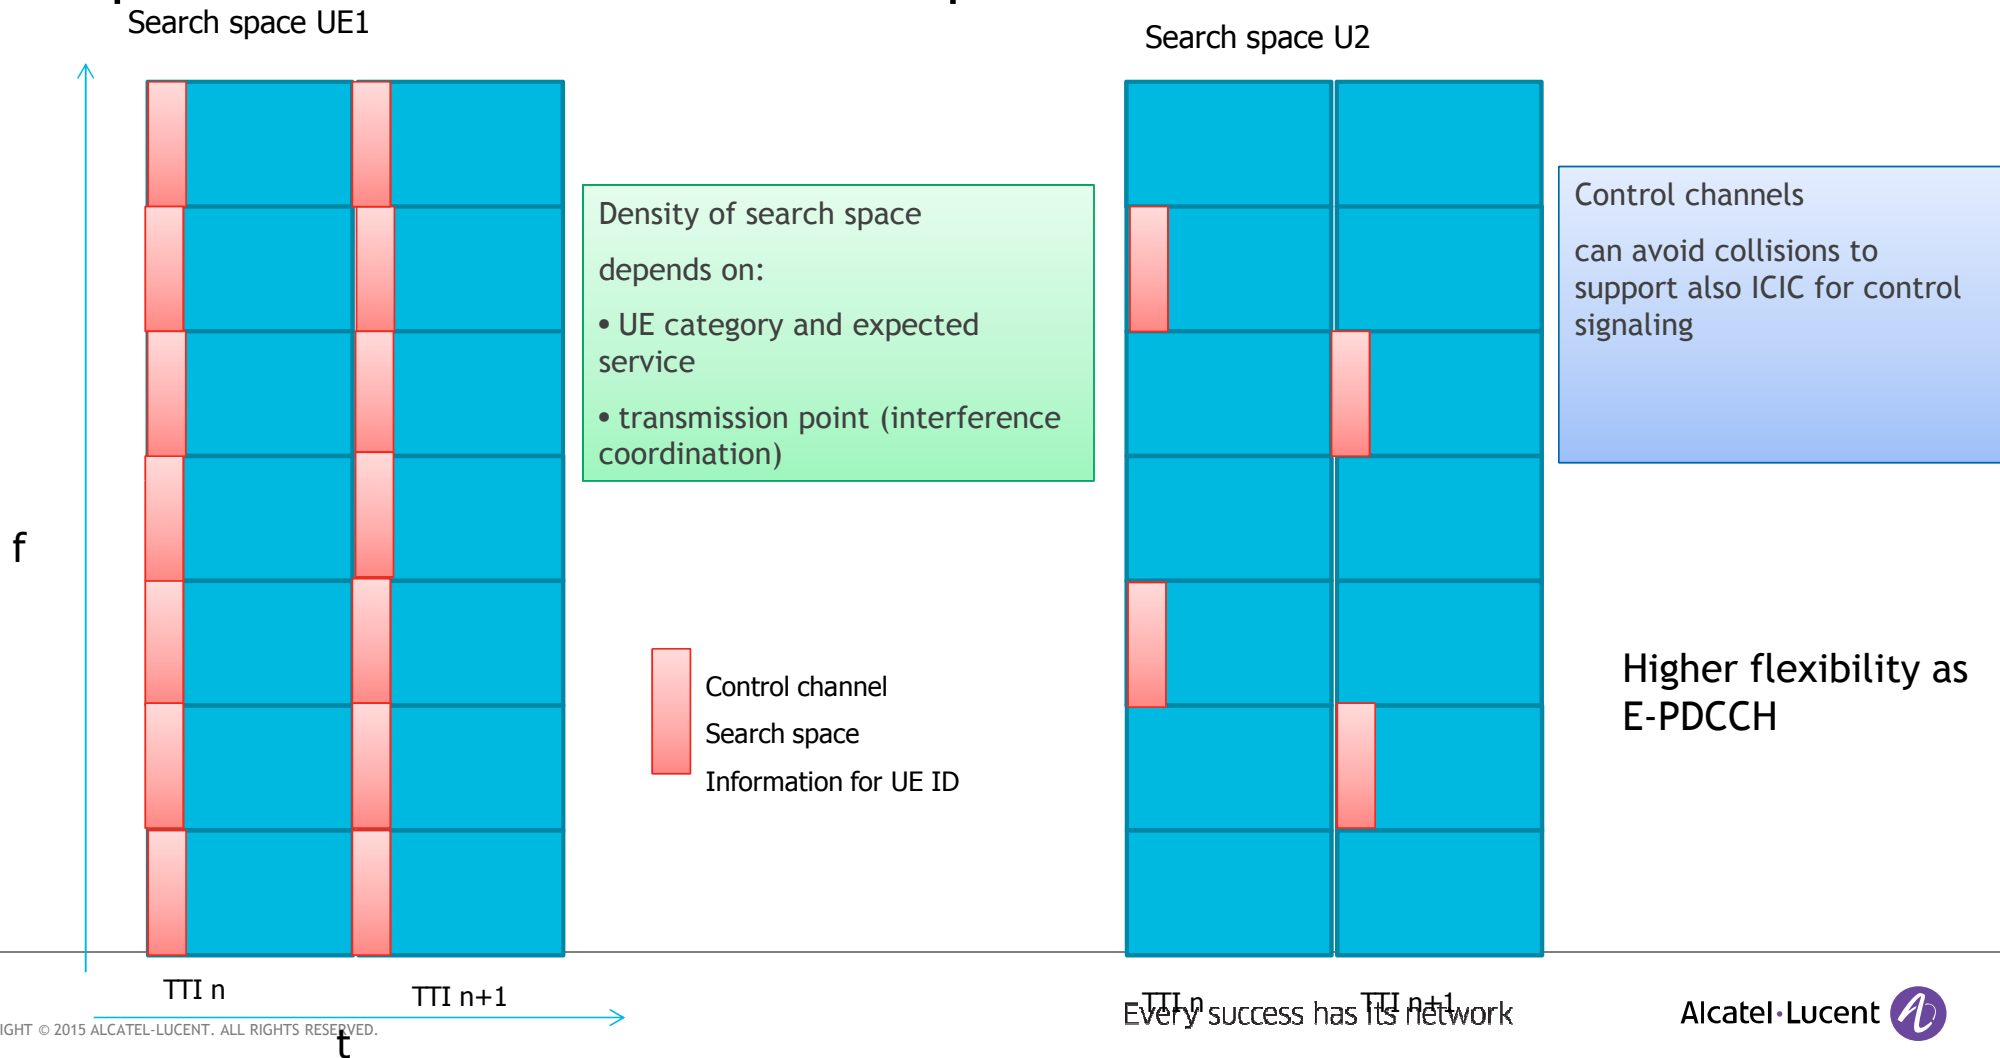 Search space UE1
Search space U2
Density of search space
depends on:
• UE category and expected
service
• transmission point (interference
coordination)
Control channels
can avoid collisions to
support also ICIC for control
signaling
f
Control channel
Search space
Information for UE ID
Higher flexibility as
E-PDCCH
TTI n
TTI n+1
t
TTI n
TTI n+1
Every success has its network
Alcatel·Lucent
IGHT © 2015 ALCATEL-LUCENT. ALL RIGHTS RESERVED.